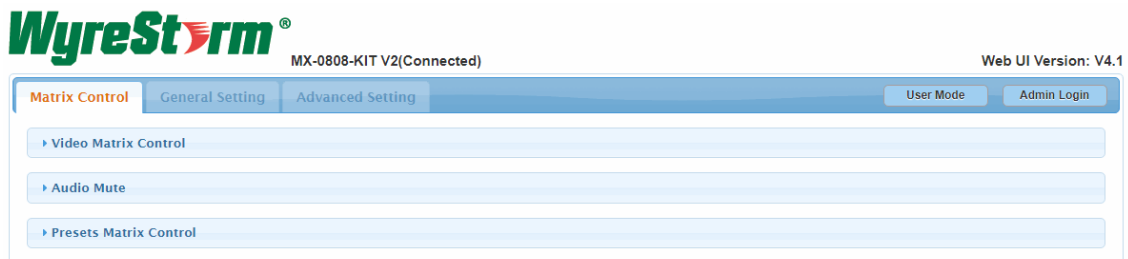 WyreStorm®
MX-0808-KIT V2(Connected)
Web UI Version: V4.1
Matrix Control General Setting Advanced Setting User Mode Admin Login
Video Matrix Control
Audio Mute
Presets Matrix Control